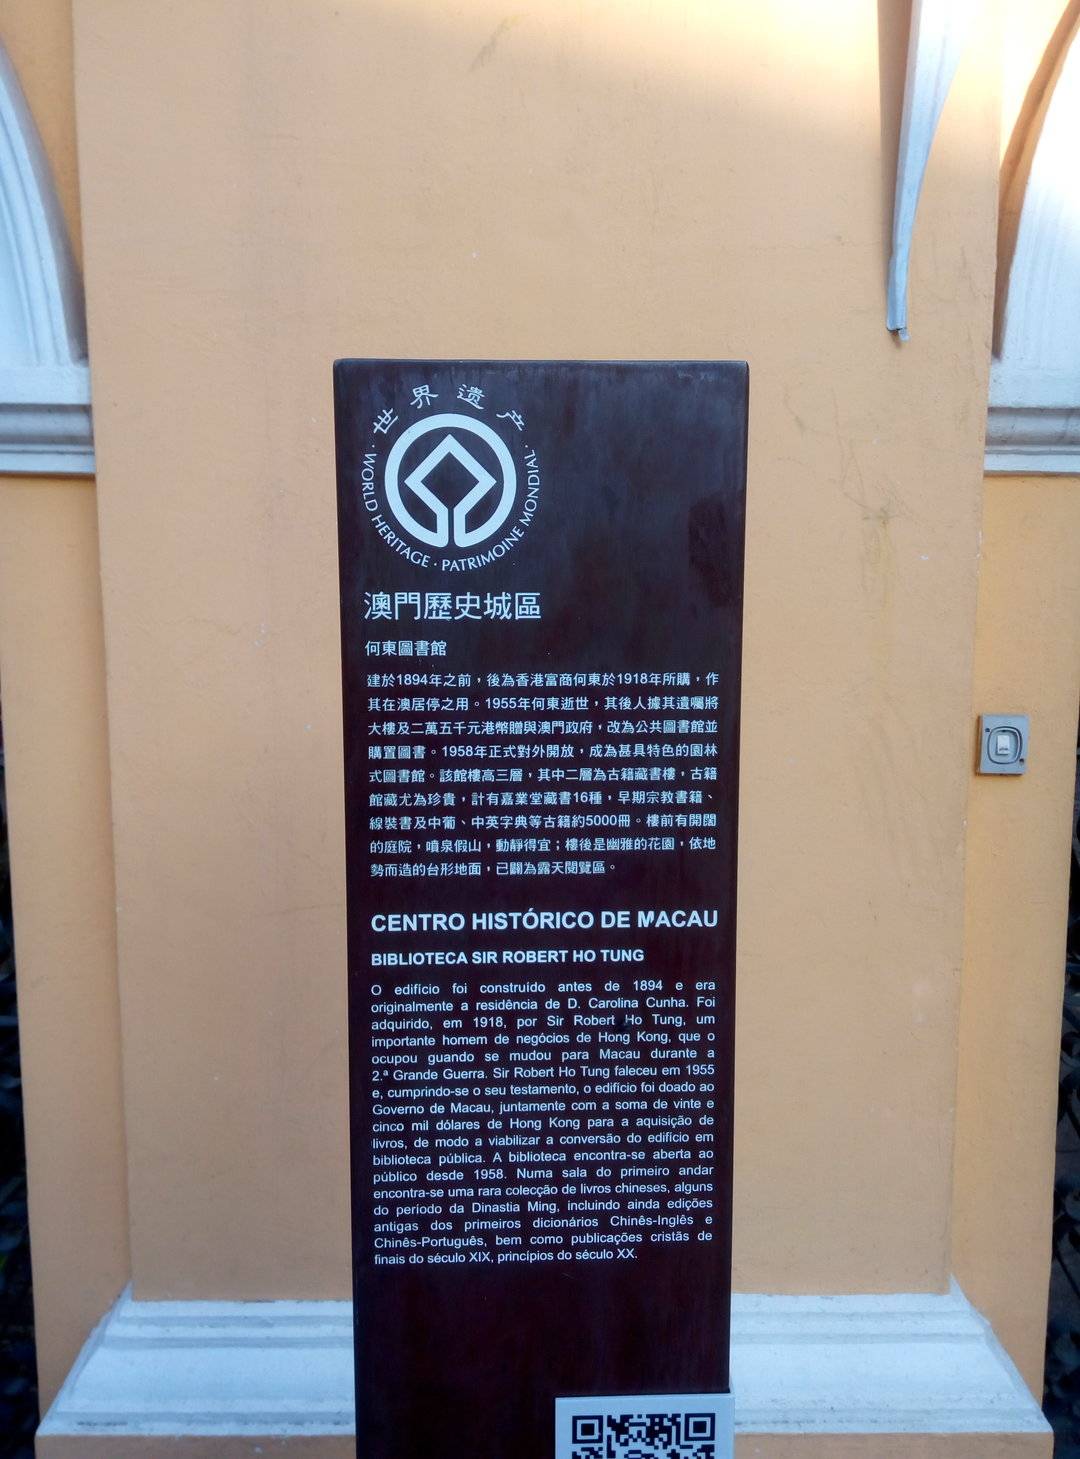 世界遗产
· WORLD HERITAGE · PATRIMOINE MONDIAL ·
澳門歷史城區
何東圖書館
建於1894年之前，後為香港富商何東於1918年所購，作
其在澳居停之用。1955年何東逝世，其後人據其遺囑將
大樓及二萬五千元港幣贈與澳門政府，改為公共圖書館並
購置圖書。1958年正式對外開放，成為甚具特色的園林
式圖書館。該館樓高三層，其中二層為古籍藏書樓，古籍
館藏尤為珍貴，計有嘉業堂藏書16種，早期宗教書籍、
線裝書及中葡、中英字典等古籍約5000冊。樓前有開闊
的庭院，噴泉假山，動靜得宜；樓後是幽雅的花園，依地
勢而造的台形地面，已闢為露天閱覽區。
CENTRO HISTÓRICO DE MACAU
BIBLIOTECA SIR ROBERT HO TUNG
O edifício foi construído antes de 1894 e era
originalmente a residência de D. Carolina Cunha. Foi
adquirido, em 1918, por Sir Robert Ho Tung, um
importante homem de negócios de Hong Kong, que o
ocupou guando se mudou para Macau durante a
2.ª Grande Guerra. Sir Robert Ho Tung faleceu em 1955
e, cumprindo-se o seu testamento, o edifício foi doado ao
Governo de Macau, juntamente com a soma de vinte e
cinco mil dólares de Hong Kong para a aquisição de
livros, de modo a viabilizar a conversão do edifício em
biblioteca pública. A biblioteca encontra-se aberta ao
público desde 1958. Numa sala do primeiro andar
encontra-se uma rara colecção de livros chineses, alguns
do período da Dinastia Ming, incluindo ainda edições
antigas dos primeiros dicionários Chinês-Inglês e
Chinês-Português, bem como publicações cristãs de
finais do século XIX, princípios do século XX.